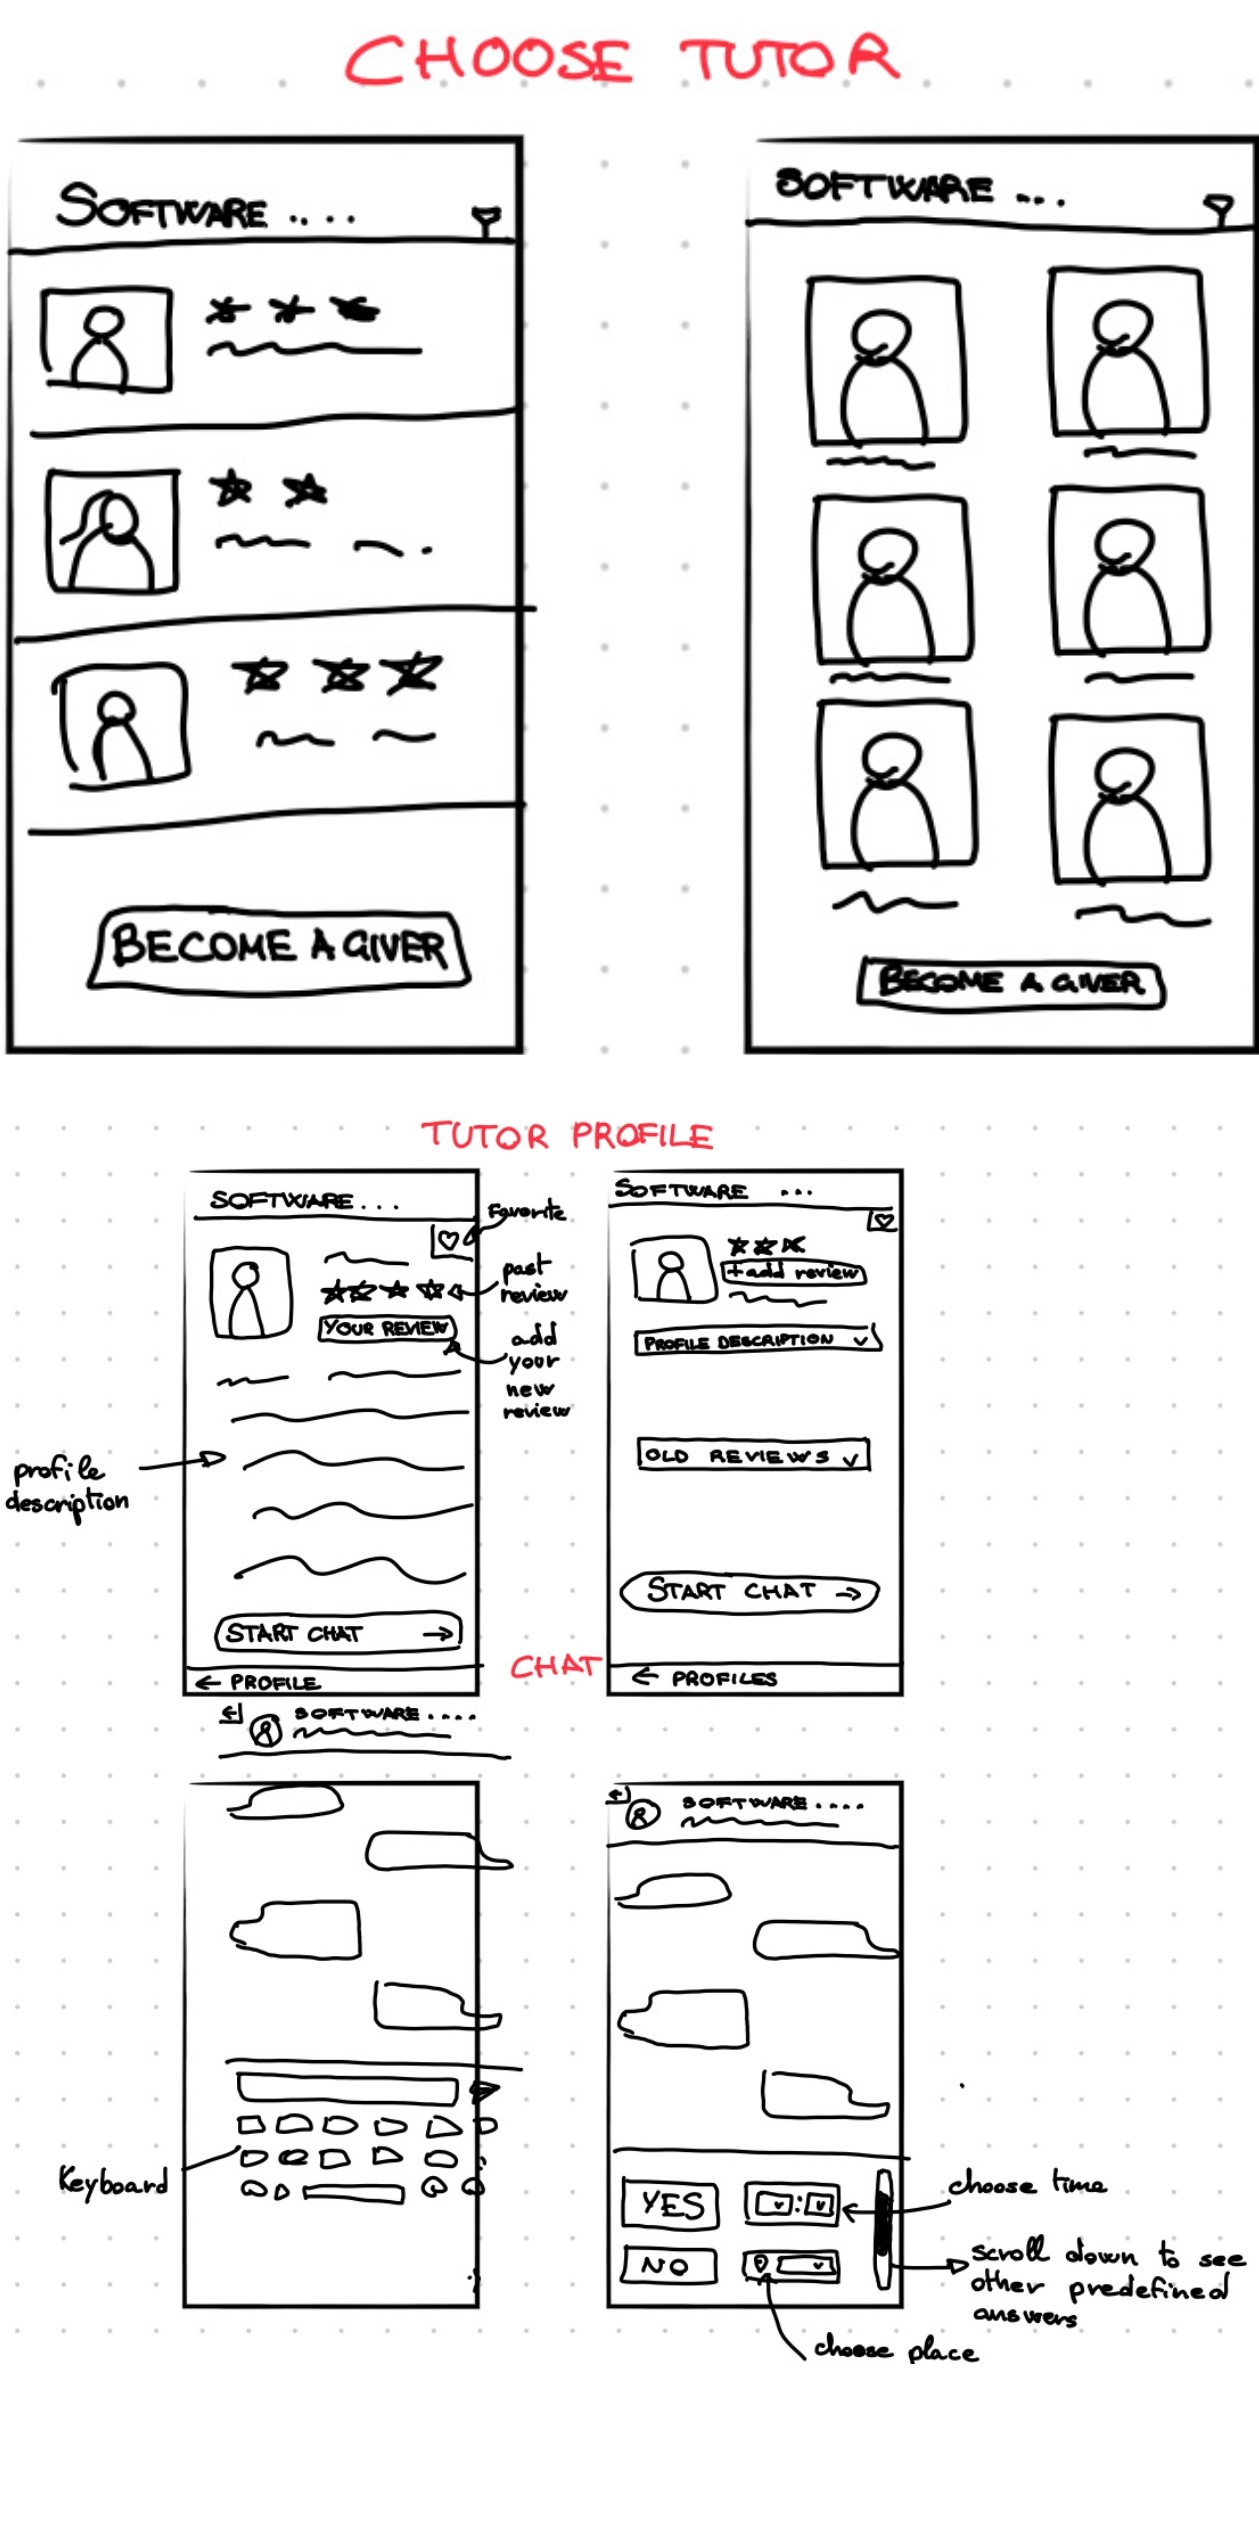 CHOOSE TUTOR
SOFTWARE ....
BECOME A GIVER
SOFTWARE ...
BECOME A GIVER
TUTOR PROFILE
SOFTWARE...
Favorite
past
review
YOUR REVIEW
add
your
new
review
profile
description
START CHAT
← PROFILE
SOFTWARE ...
+add review
PROFILE DESCRIPTION
OLD REVIEWS
START CHAT →
← PROFILES
CHAT
SOFTWARE ....
Keyboard
SOFTWARE ....
YES
:
NO
choose time
scroll down to see
other predefined
answers
choose place